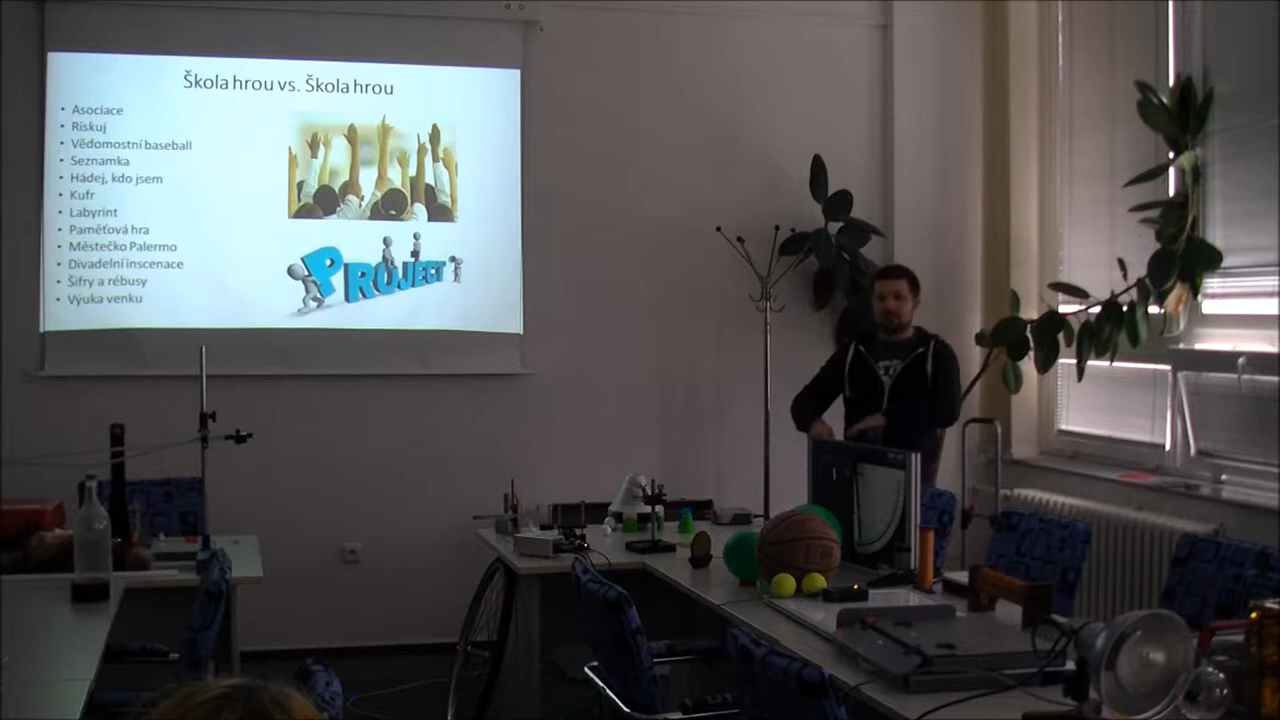 Škola hrou vs. Škola hrou
• Asociace
• Riskuj
• Vědomostní baseball
• Seznamka
• Hádej, kdo jsem
• Kufr
• Labyrint
• Paměťová hra
• Městečko Palermo
• Divadelní inscenace
• Šifry a rébusy
• Výuka venku
PROJECT